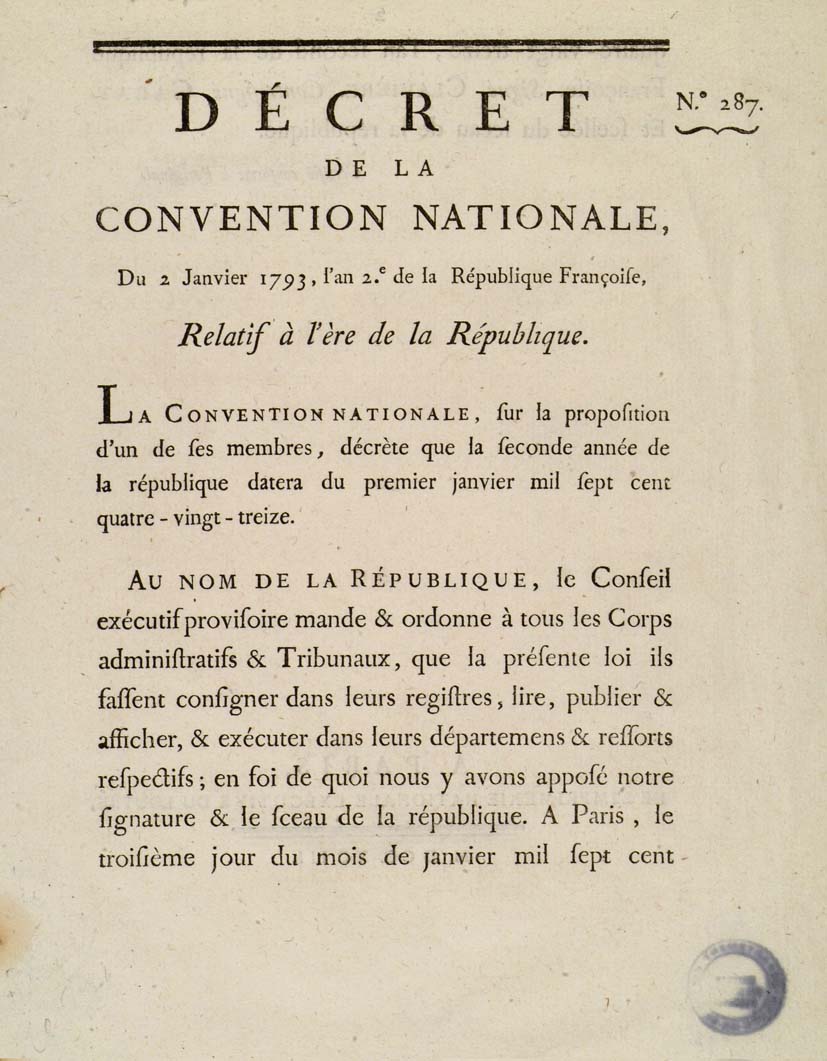 DÉCRET
N.º 287.
DE LA
CONVENTION NATIONALE,
Du 2 Janvier 1793, l'an 2.e de la République Françoiſe,
Relatif à l'ère de la République.
LA CONVENTION NATIONALE, ſur la propoſition
d'un de ſes membres, décrète que la ſeconde année de
la république datera du premier janvier mil ſept cent
quatre-vingt-treize.
AU NOM DE LA RÉPUBLIQUE, le Conſeil
exécutif proviſoire mande & ordonne à tous les Corps
adminiſtratifs & Tribunaux, que la préſente loi ils
faſſent conſigner dans leurs regiſtres, lire, publier &
afficher, & exécuter dans leurs départemens & reſſorts
reſpectifs; en foi de quoi nous y avons appoſé notre
ſignature & le ſceau de la république. A Paris, le
troiſième jour du mois de janvier mil ſept cent